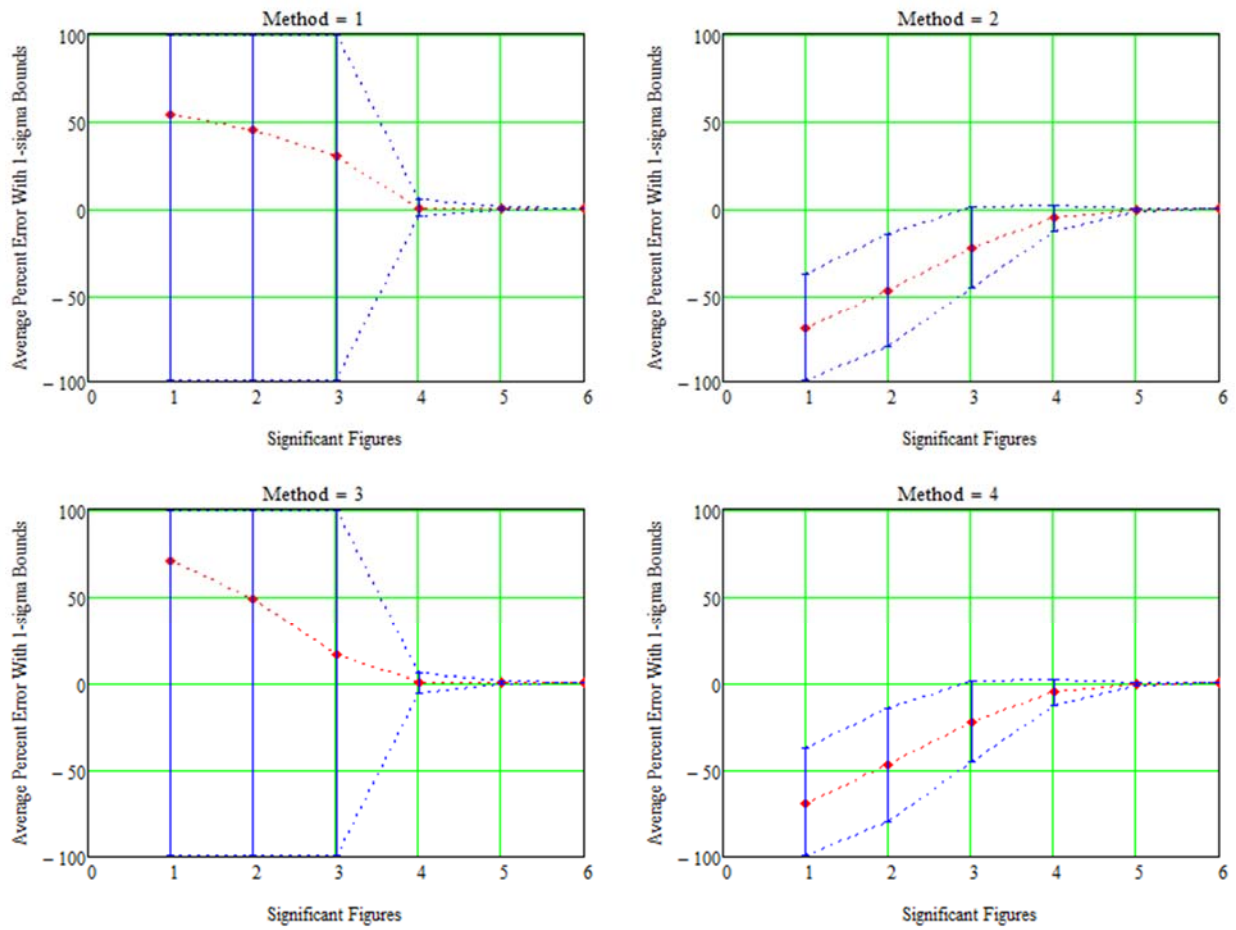 Method = 1
Average Percent Error With 1-sigma Bounds
100
50
0
– 50
– 100
0 1 2 3 4 5 6
Significant Figures
Method = 2
Average Percent Error With 1-sigma Bounds
100
50
0
– 50
– 100
0 1 2 3 4 5 6
Significant Figures
Method = 3
Average Percent Error With 1-sigma Bounds
100
50
0
– 50
– 100
0 1 2 3 4 5 6
Significant Figures
Method = 4
Average Percent Error With 1-sigma Bounds
100
50
0
– 50
– 100
0 1 2 3 4 5 6
Significant Figures